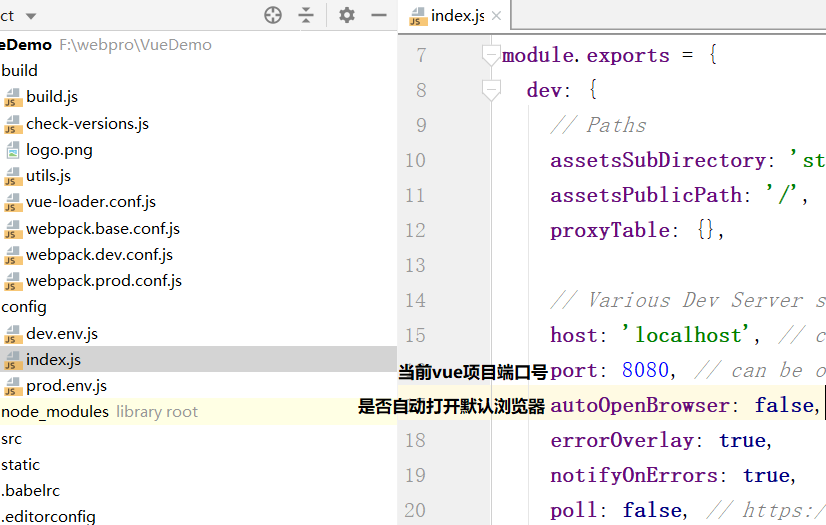 ct
index.js
eDemo F:\webpro\VueDemo
build
build.js
check-versions.js
logo.png
utils.js
vue-loader.conf.js
webpack.base.conf.js
webpack.dev.conf.js
webpack.prod.conf.js
config
dev.env.js
index.js
prod.env.js
node_modules library root
src
static
.babelrc
.editorconfig
7 module.exports = {
8 dev: {
9 // Paths
10 assetsSubDirectory: 'st
11 assetsPublicPath: '/',
12 proxyTable: {},
13
14 // Various Dev Server s
15 host: 'localhost', // c
当前vue项目端口号 port: 8080, // can be o
是否自动打开默认浏览器 autoOpenBrowser: false,
18 errorOverlay: true,
19 notifyOnErrors: true,
20 poll: false, // https:/